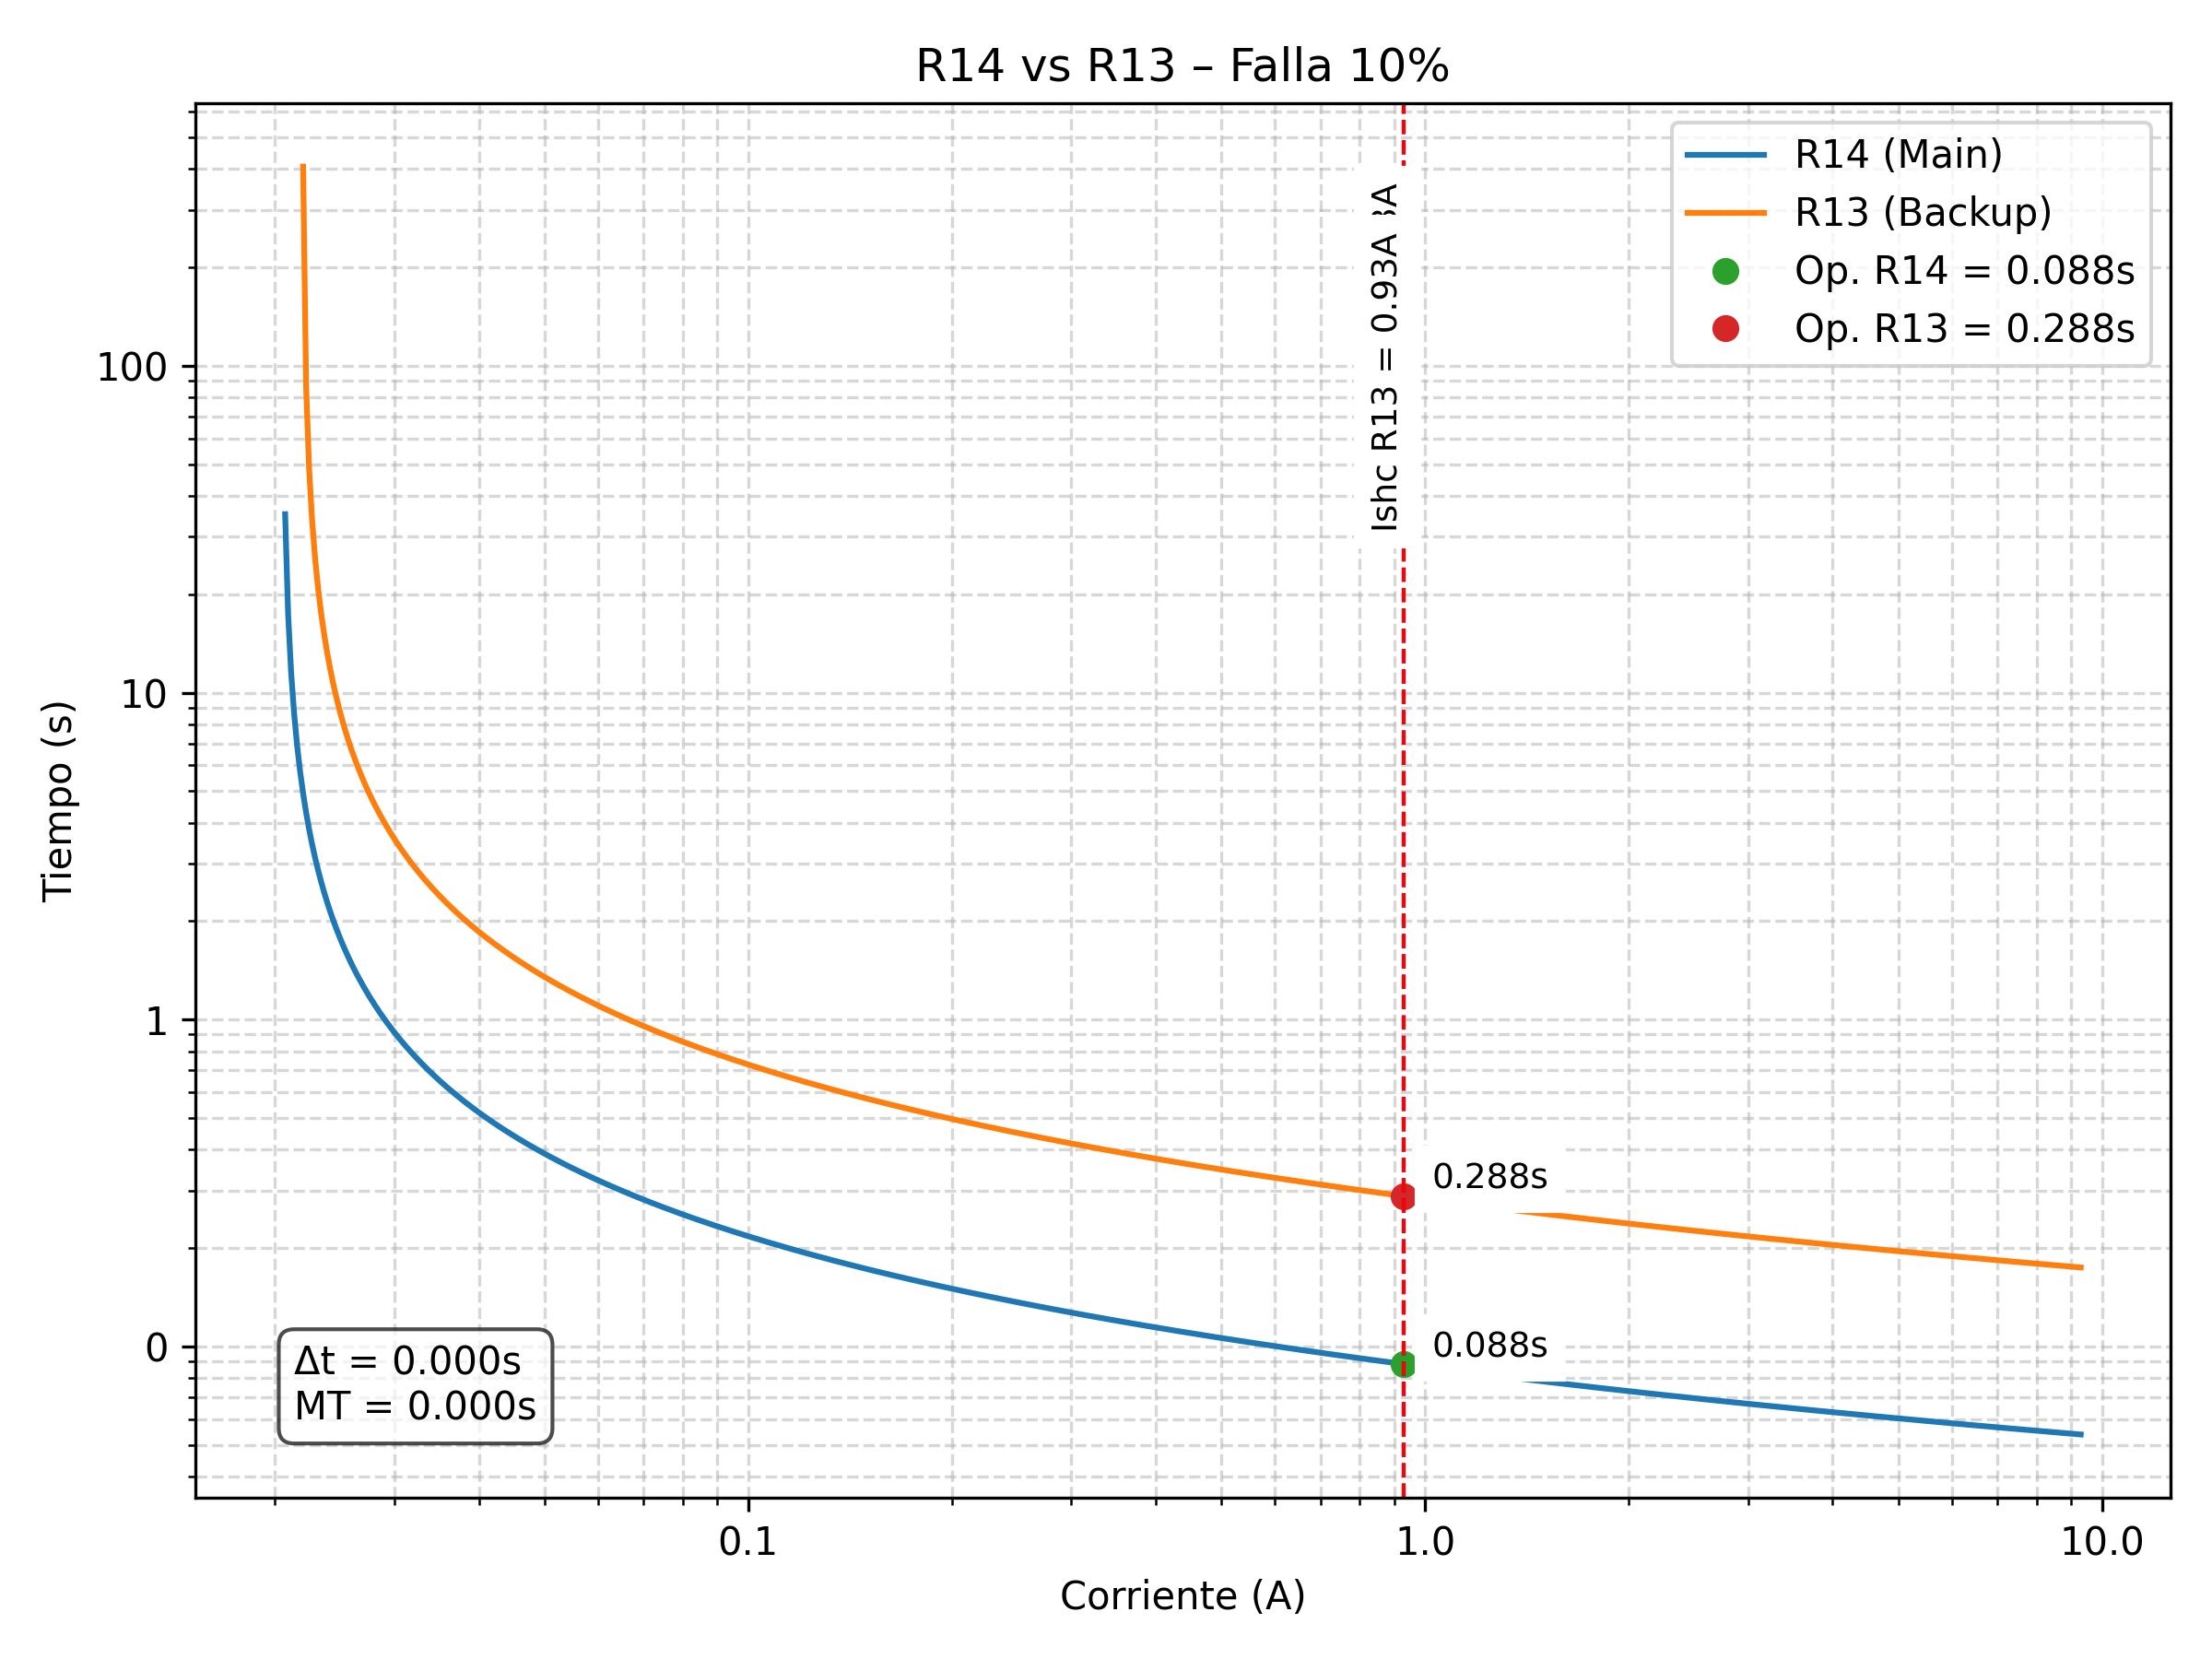 R14 vs R13 – Falla 10%
R14 (Main)
R13 (Backup)
Op. R14 = 0.088s
Op. R13 = 0.288s
Ishc R13 = 0.93A
100
10
1
0
Tiempo (s)
0.288s
0.088s
Δt = 0.000s
MT = 0.000s
0.1
1.0
10.0
Corriente (A)